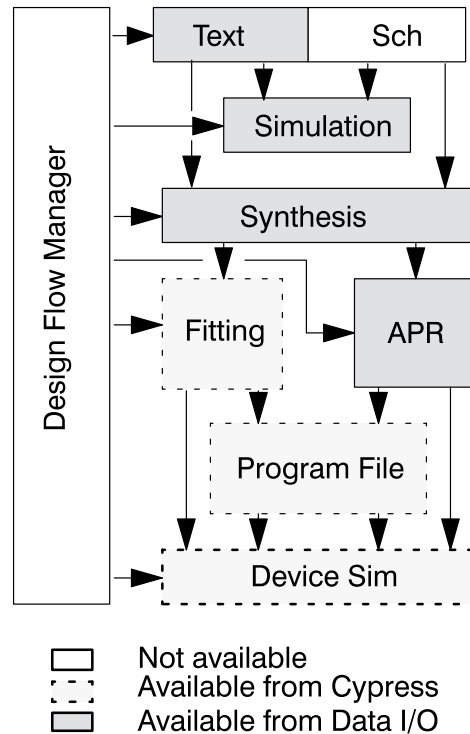 Text
Sch
Simulation
Design Flow Manager
Synthesis
Fitting
APR
Program File
Device Sim
Not available
Available from Cypress
Available from Data I/O